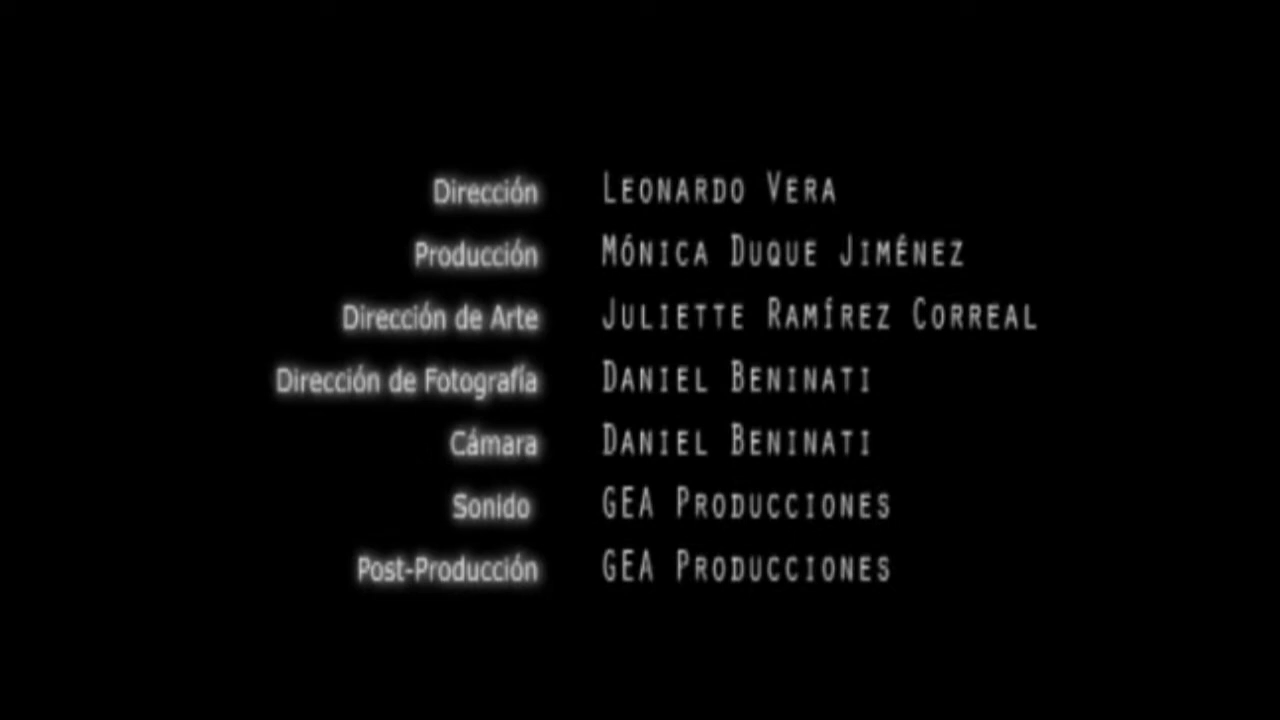 Dirección LEONARDO VERA
Producción MÓNICA DUQUE JIMÉNEZ
Dirección de Arte JULIETTE RAMÍREZ CORREAL
Dirección de Fotografía DANIEL BENINATI
Cámara DANIEL BENINATI
Sonido GEA PRODUCCIONES
Post-Producción GEA PRODUCCIONES